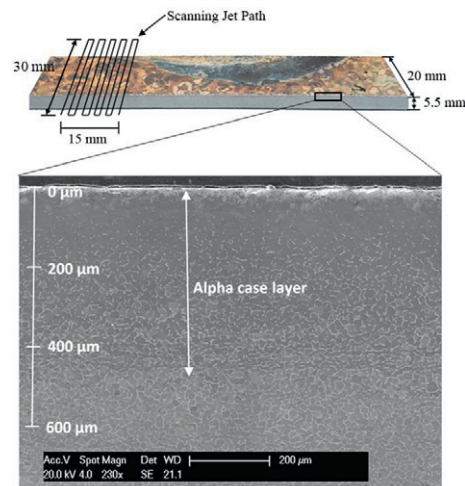 Scanning Jet Path
30 mm
20 mm
5.5 mm
15 mm
0 µm
200 µm
Alpha case layer
400 µm
600 µm
Acc.V Spot Magn Det WD 200 µm
20.0 kV 4.0 230x SE 21.1